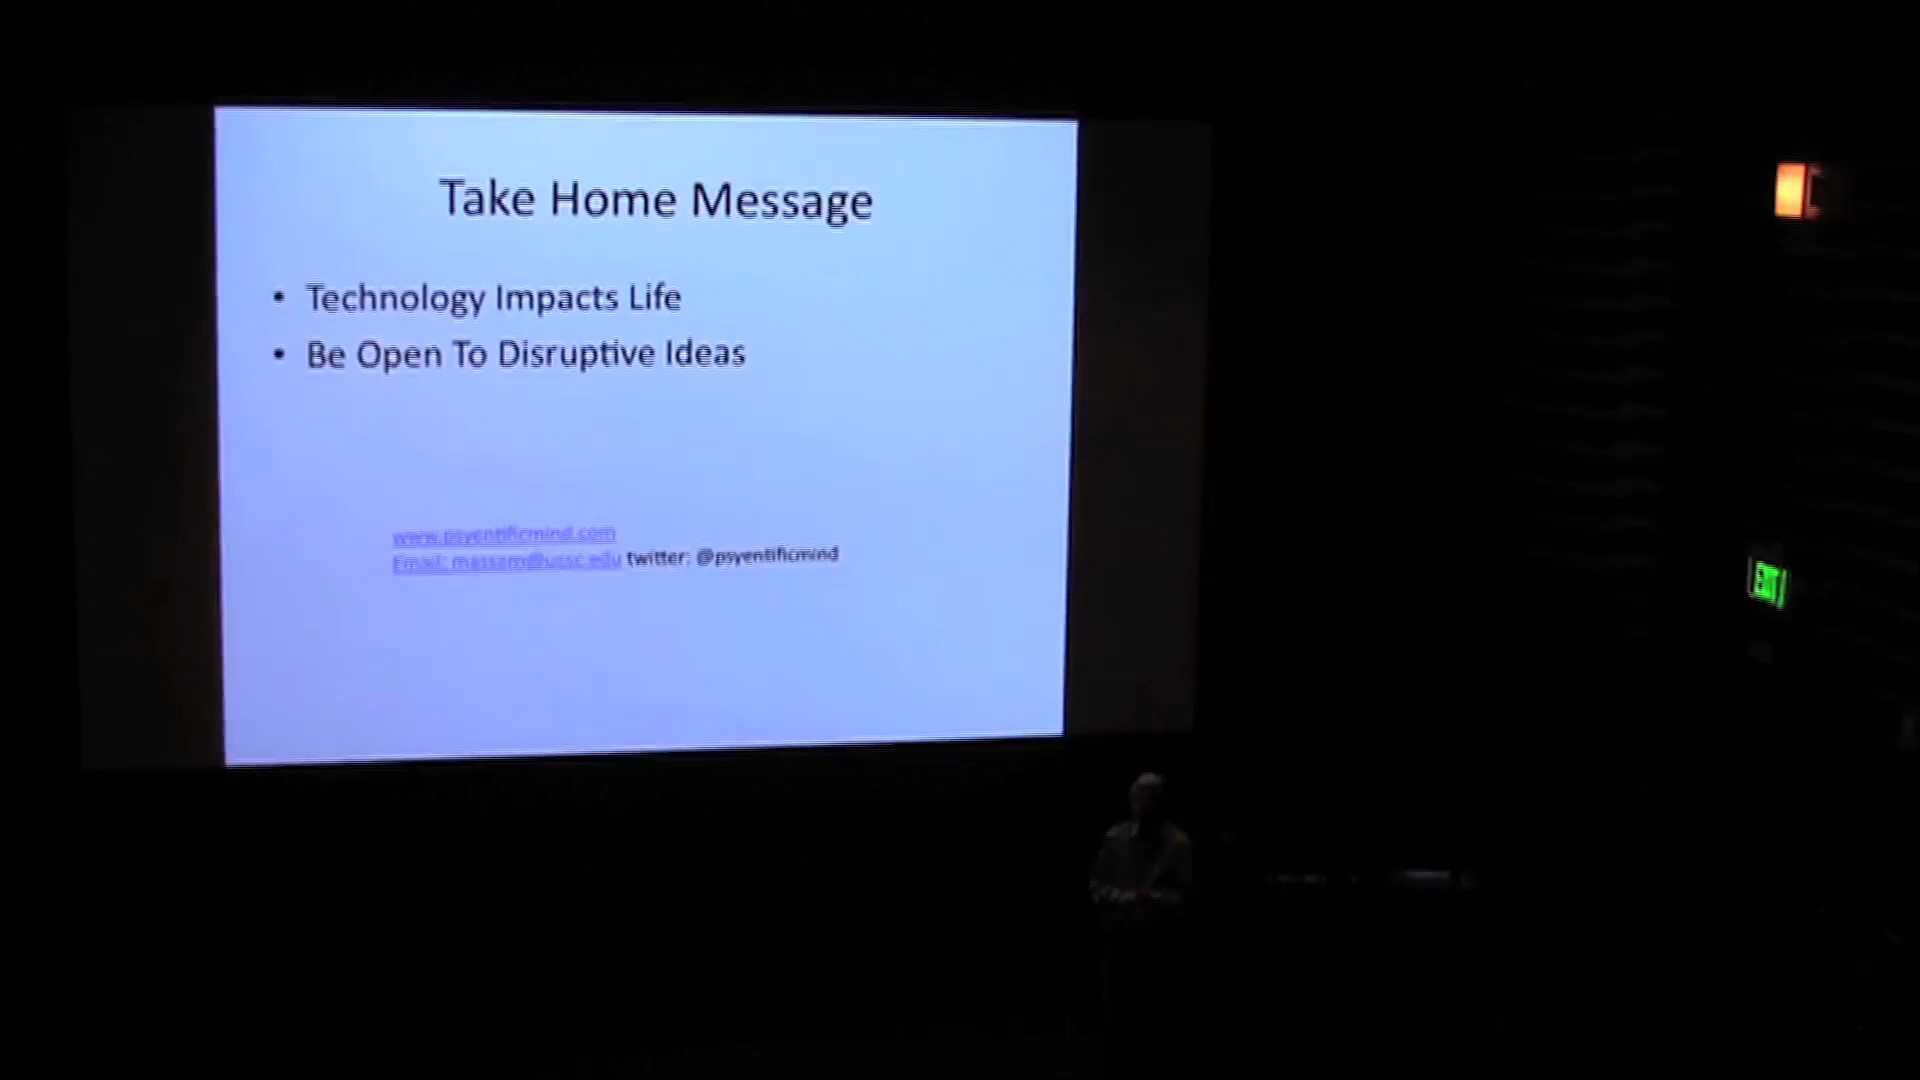 Take Home Message
• Technology Impacts Life
• Be Open To Disruptive Ideas
www.psyentificmind.com
Email: massam@ucsc.edu twitter: @psyentificmind
EXIT